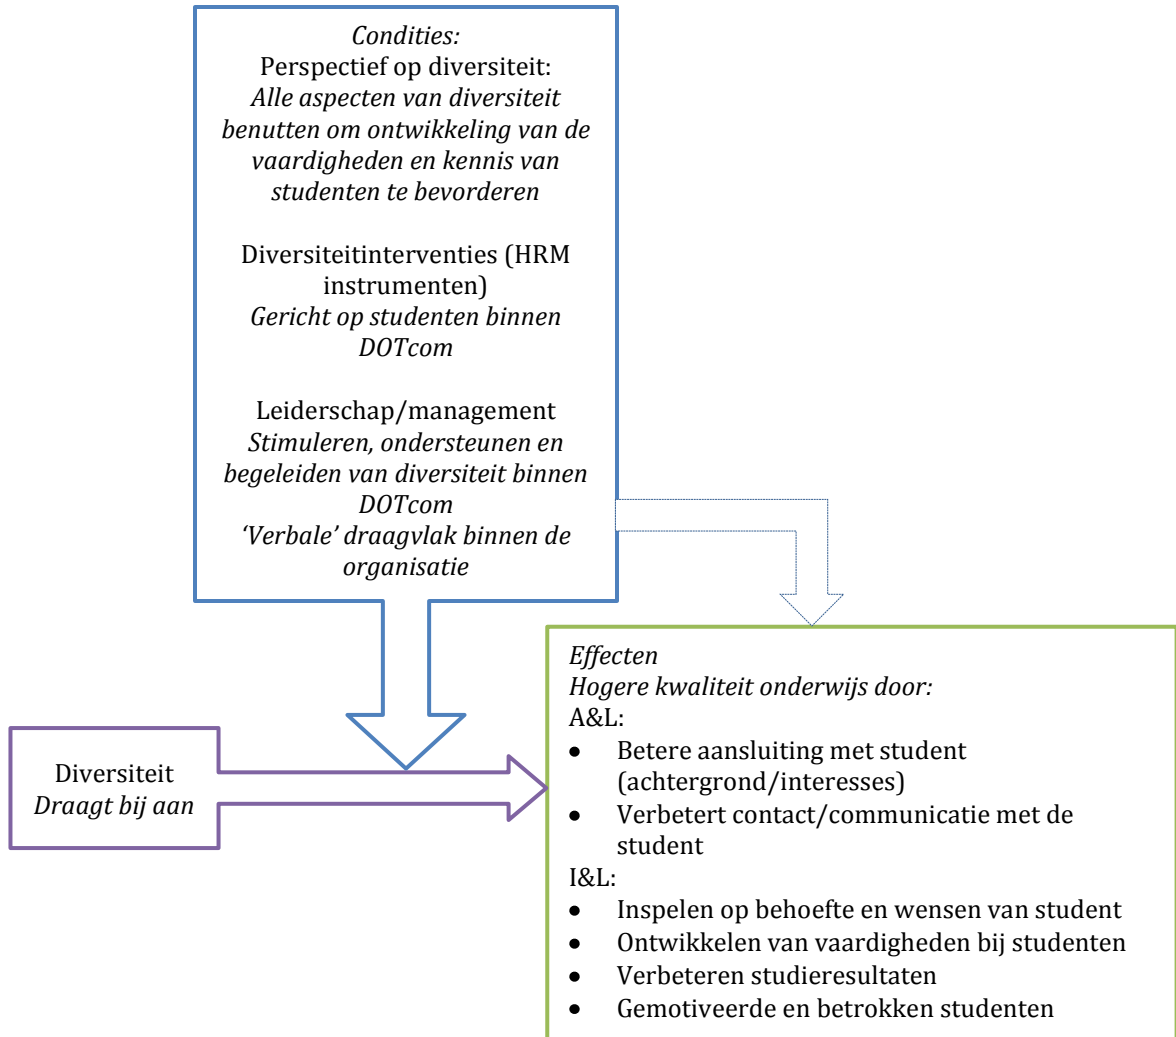 Condities:
Perspectief op diversiteit:
Alle aspecten van diversiteit
benutten om ontwikkeling van de
vaardigheden en kennis van
studenten te bevorderen
Diversiteitinterventies (HRM
instrumenten)
Gericht op studenten binnen
DOTcom
Leiderschap/management
Stimuleren, ondersteunen en
begeleiden van diversiteit binnen
DOTcom
‘Verbale’ draagvlak binnen de
organisatie
Diversiteit
Draagt bij aan
Effecten
Hogere kwaliteit onderwijs door:
A&L:
• Betere aansluiting met student
(achtergrond/interesses)
• Verbetert contact/communicatie met de
student
I&L:
• Inspelen op behoefte en wensen van student
• Ontwikkelen van vaardigheden bij studenten
• Verbeteren studieresultaten
• Gemotiveerde en betrokken studenten